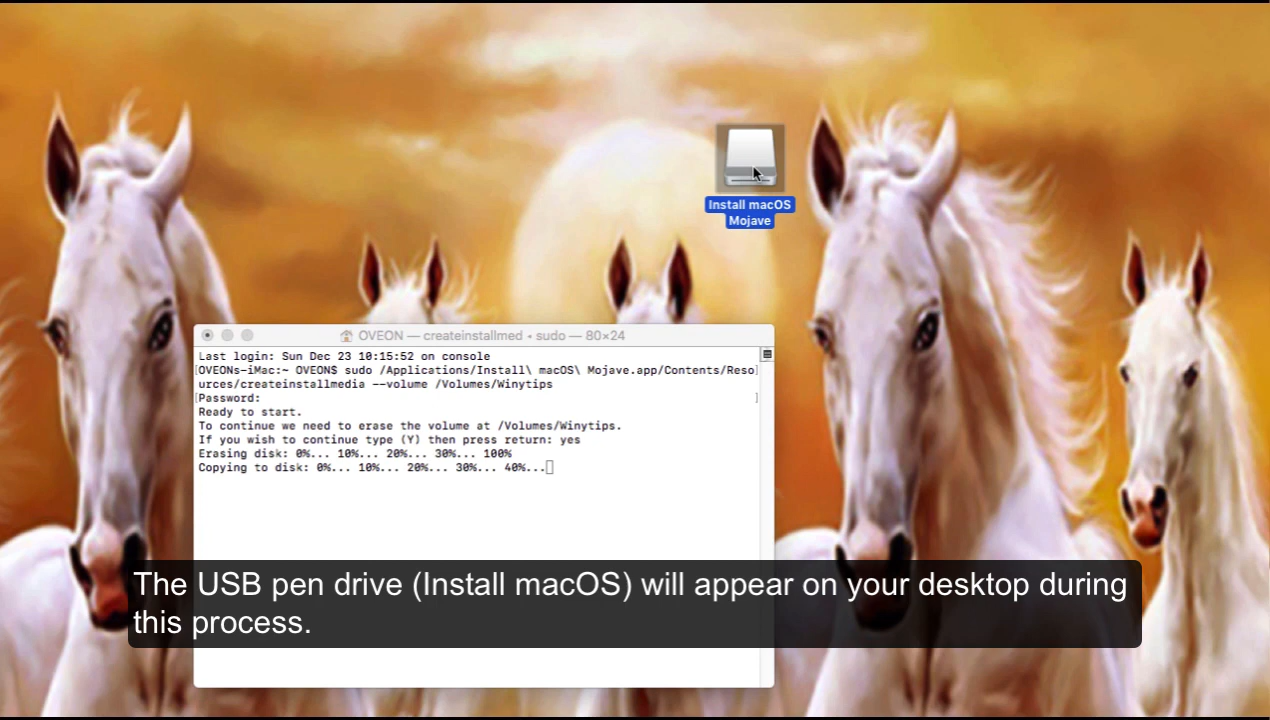 Install macOS
Mojave
OVEON — createinstallmed • sudo — 80×24
Last login: Sun Dec 23 10:15:52 on console
[OVEONs-iMac:~ OVEON$ sudo /Applications/Install\ macOS\ Mojave.app/Contents/Reso]
urces/createinstallmedia --volume /Volumes/Winytips
[Password: ]
Ready to start.
To continue we need to erase the volume at /Volumes/Winytips.
If you wish to continue type (Y) then press return: yes
Erasing disk: 0%... 10%... 20%... 30%... 100%
Copying to disk: 0%... 10%... 20%... 30%... 40%...
The USB pen drive (Install macOS) will appear on your desktop during
this process.